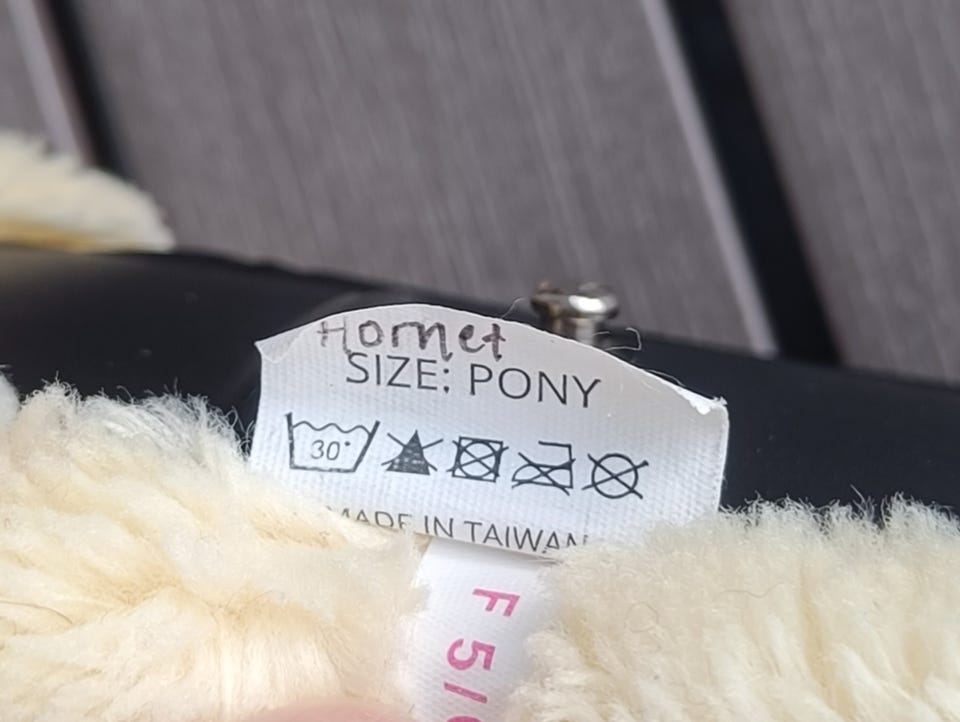 Hornet
SIZE: PONY
30°
MADE IN TAIWAN
F 5/